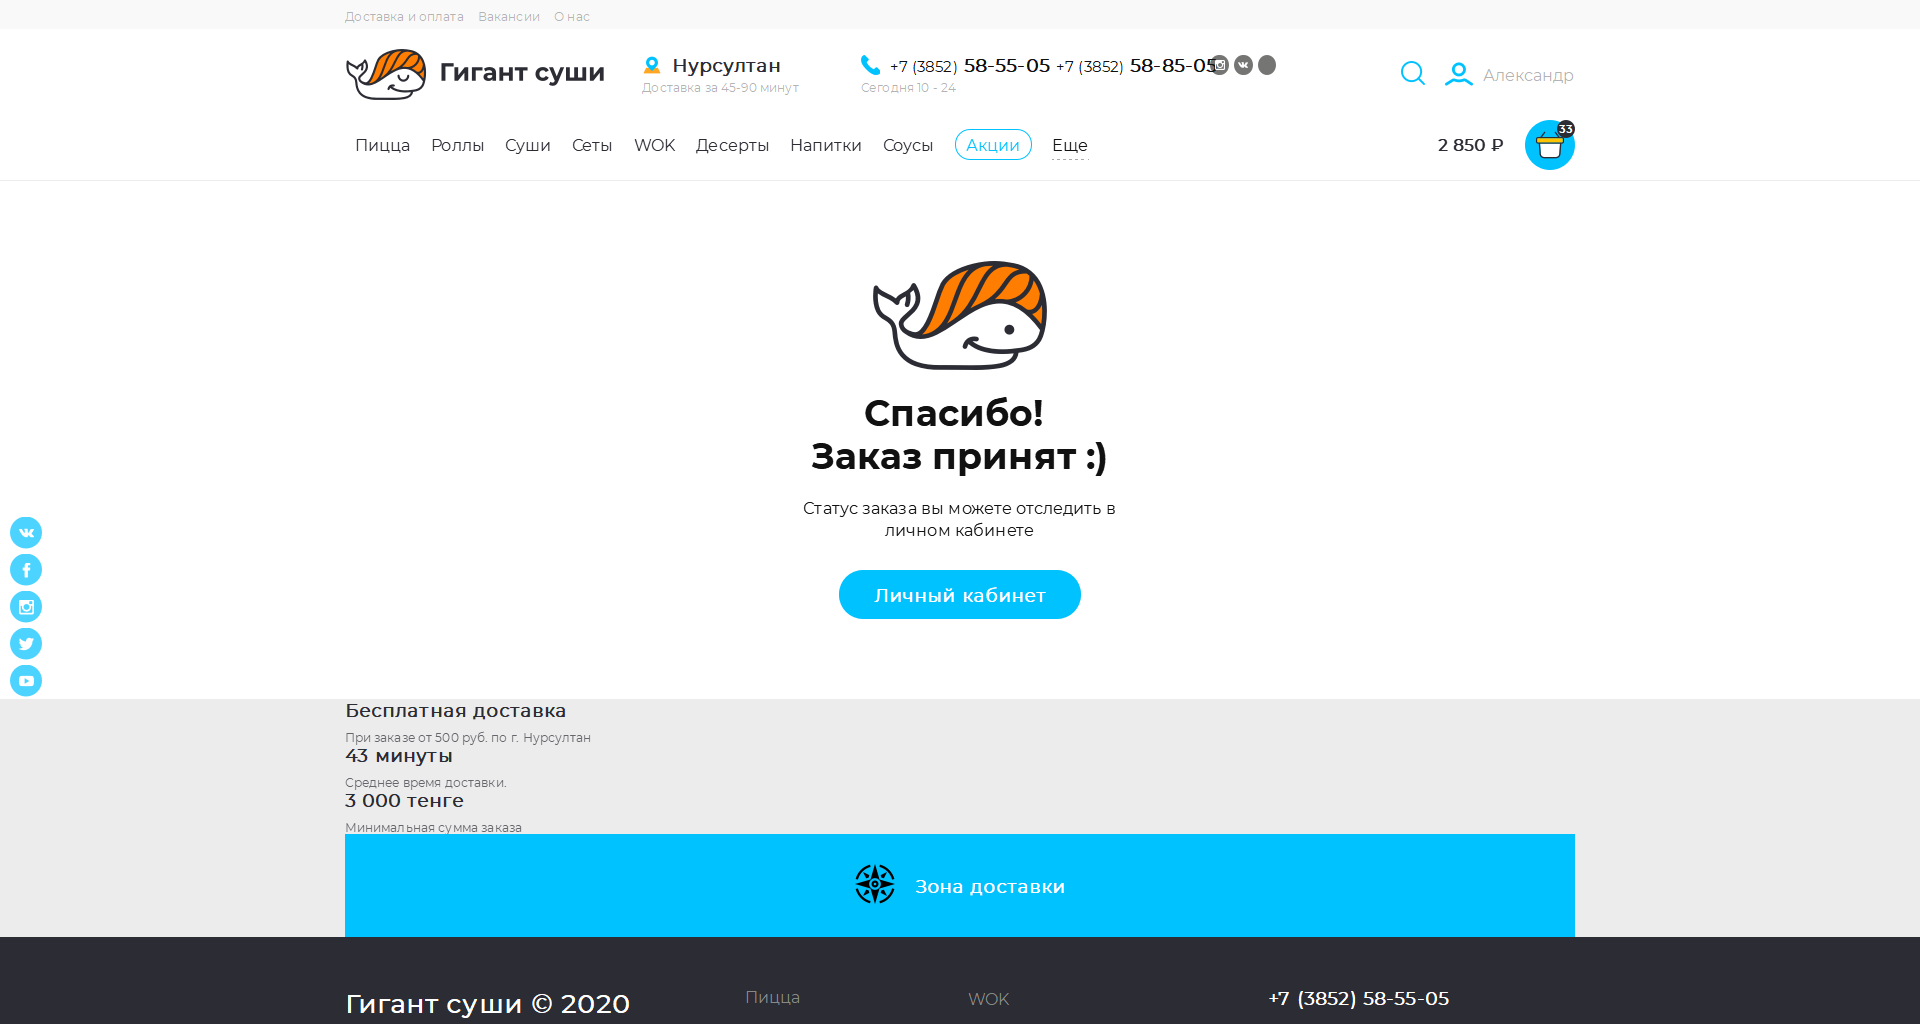 Доставка и оплата Вакансии О нас
Гигант суши
Нурсултан
Доставка за 45-90 минут
+7 (3852) 58-55-05 +7 (3852) 58-85-05
Сегодня 10 - 24
Александр
Пицца Роллы Суши Сеты WOK Десерты Напитки Соусы Акции Еще
2 850 ₽
33
Спасибо!
Заказ принят :)
Статус заказа вы можете отследить в
личном кабинете
Личный кабинет
Бесплатная доставка
При заказе от 500 руб. по г. Нурсултан
43 минуты
Среднее время доставки.
3 000 тенге
Минимальная сумма заказа
Зона доставки
Гигант суши © 2020
Пицца
WOK
+7 (3852) 58-55-05